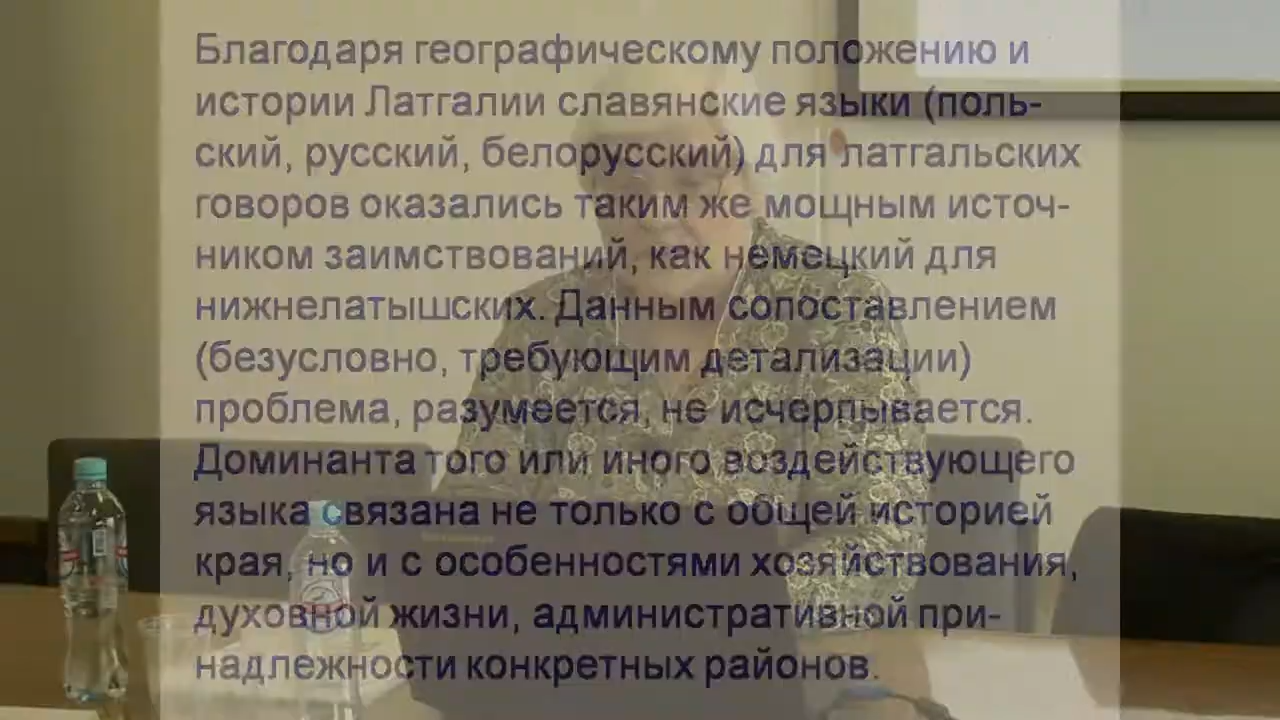 Благодаря географическому положению и
истории Латгалии славянские языки (поль-
ский, русский, белорусский) для латгальских
говоров оказались таким же мощным источ-
ником заимствований, как немецкий для
нижнелатышских. Данным сопоставлением
(безусловно, требующим детализации)
проблема, разумеется, не исчерпывается.
Доминанта того или иного воздействующего
языка связана не только с общей историей
края, но и с особенностями хозяйствования,
духовной жизни, административной при-
надлежности конкретных районов.